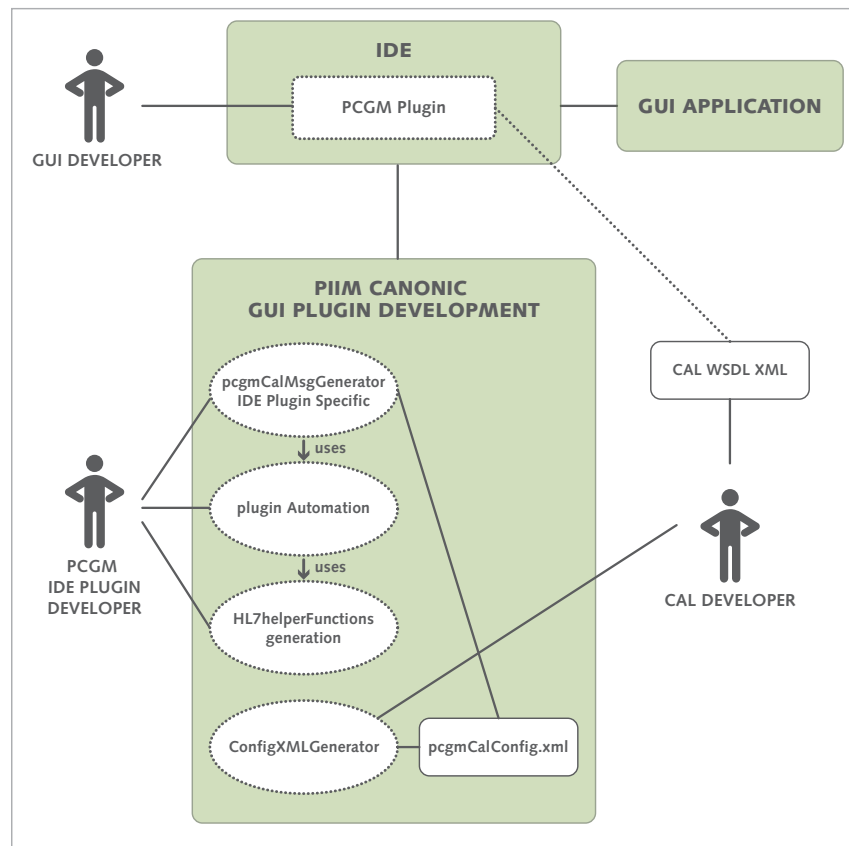 IDE
PCGM Plugin
GUI APPLICATION
GUI DEVELOPER
PIIM CANONIC
GUI PLUGIN DEVELOPMENT
pcgmCalMsgGenerator
IDE Plugin Specific
uses
plugin Automation
uses
HL7helperFunctions
generation
ConfigXMLGenerator
pcgmCalConfig.xml
PCGM
IDE PLUGIN
DEVELOPER
CAL WSDL XML
CAL DEVELOPER